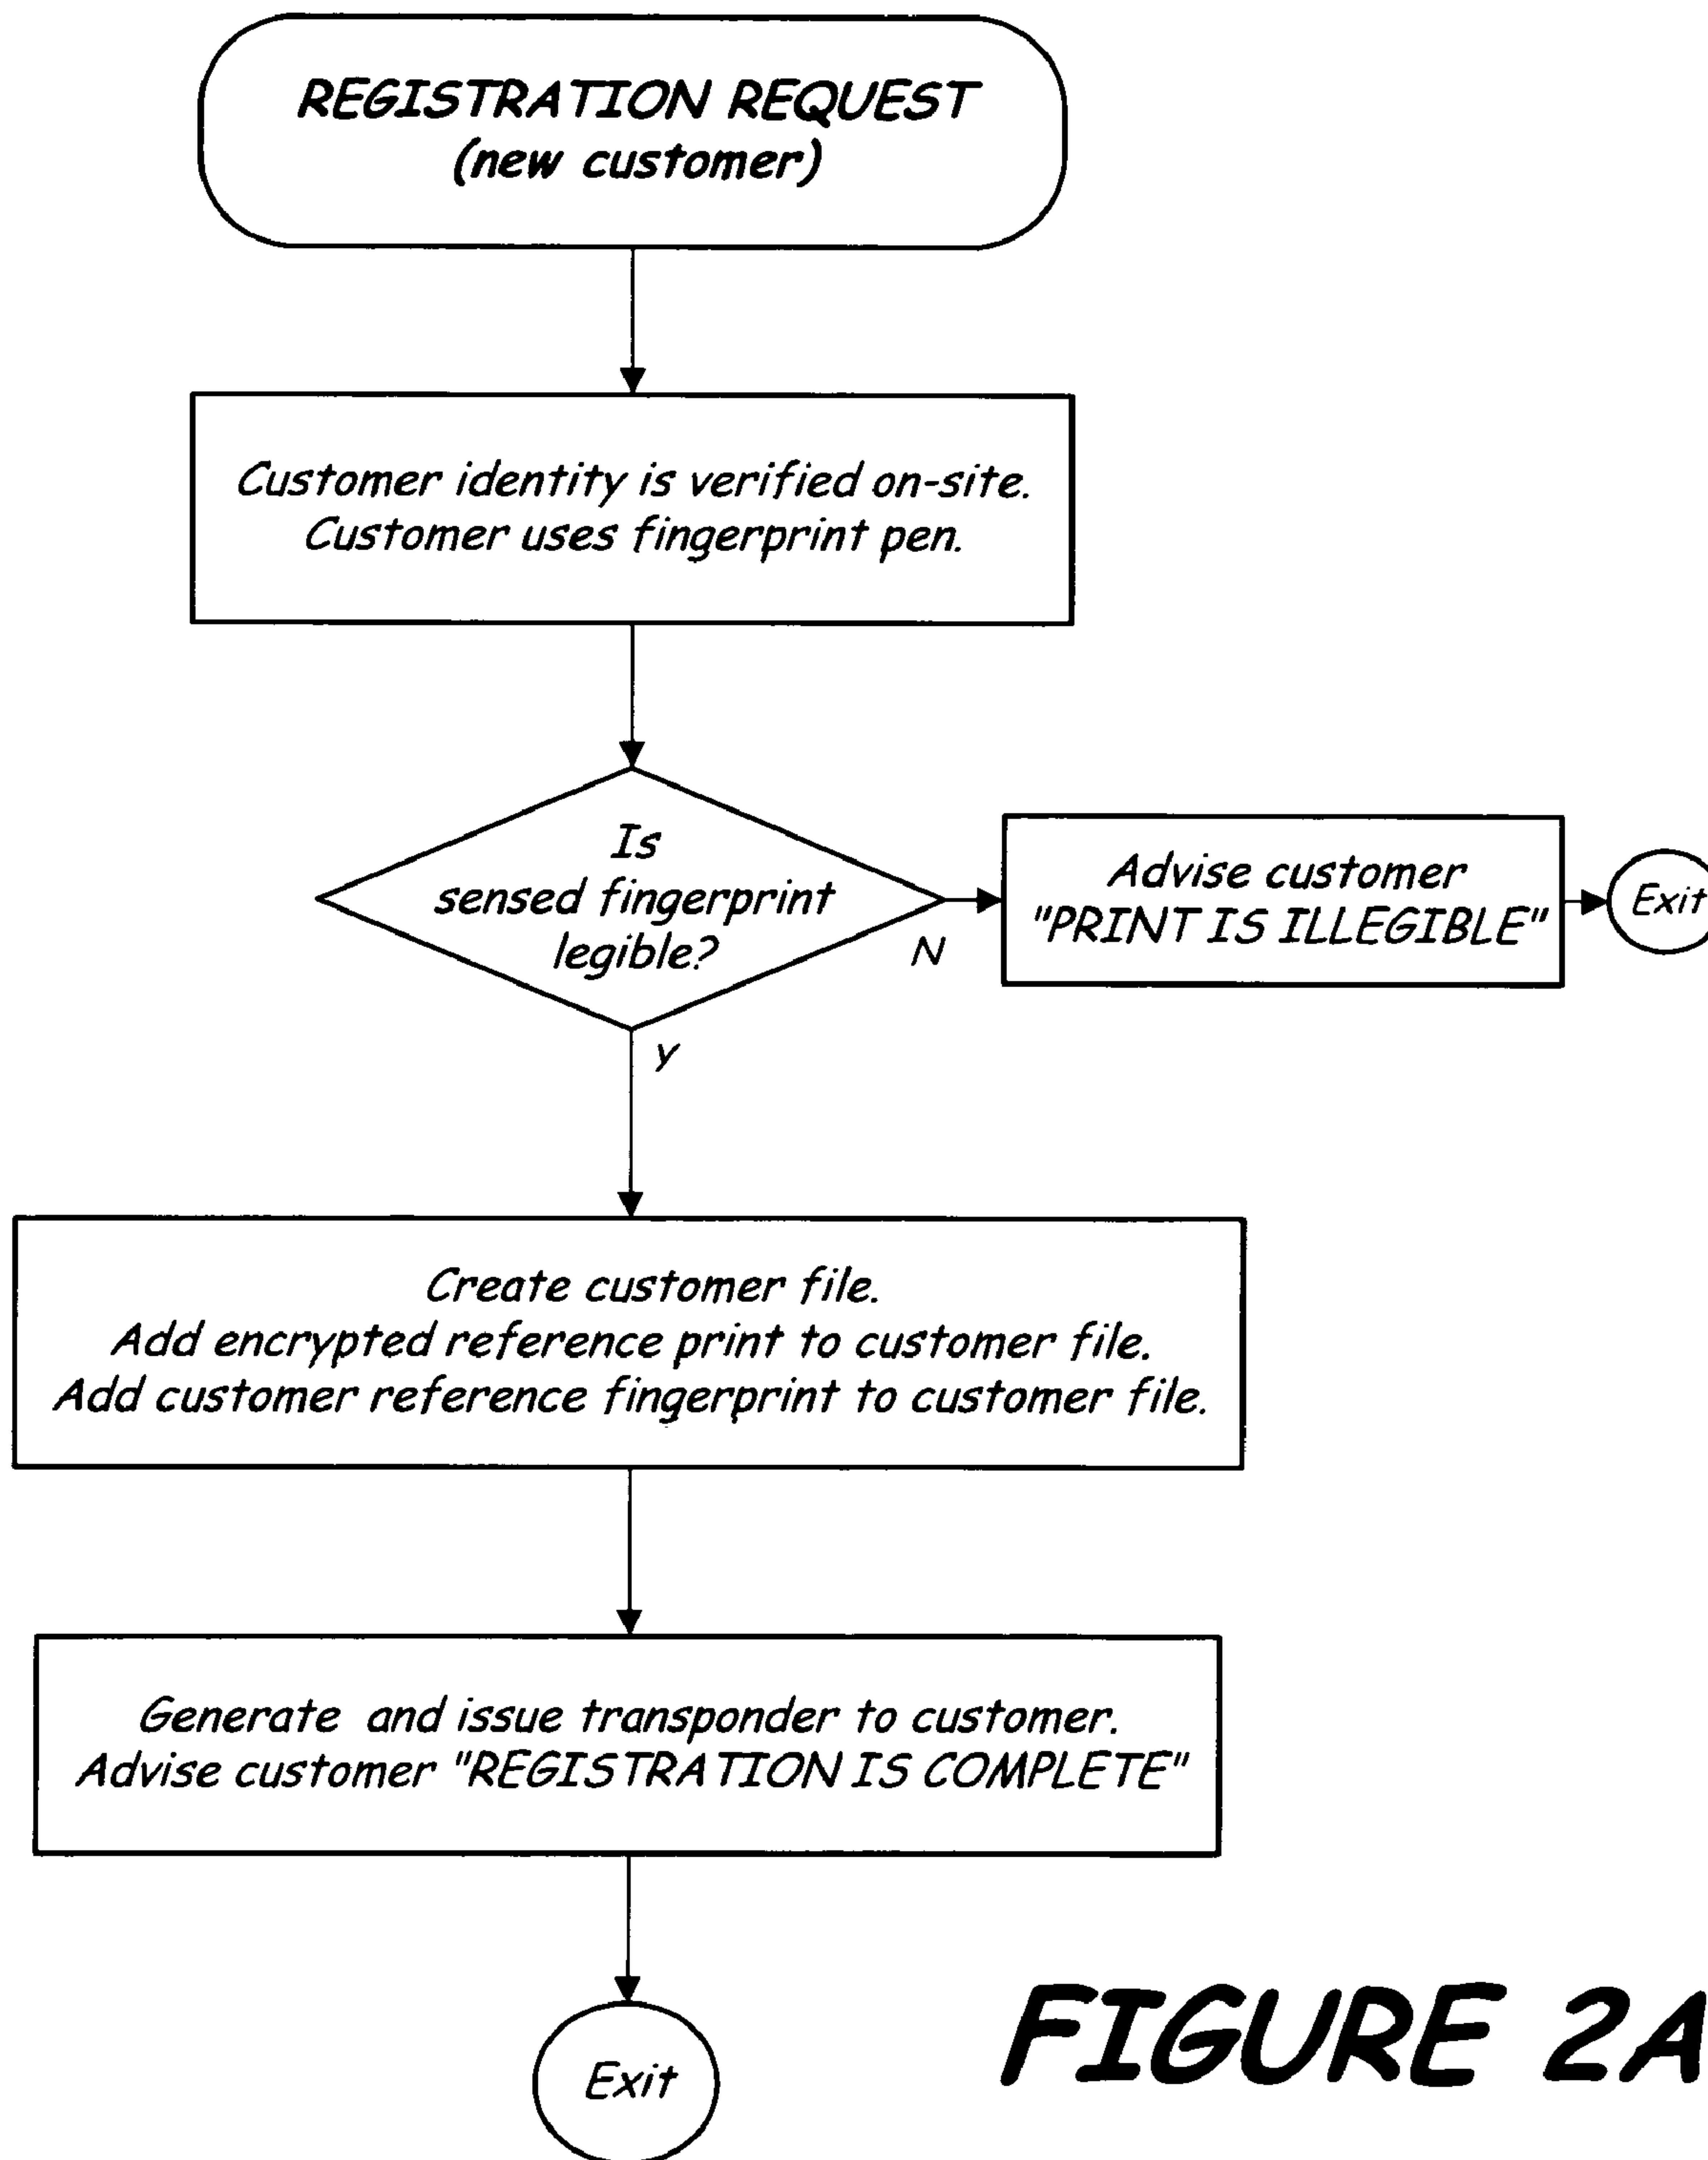 REGISTRATION REQUEST
(new customer)
Customer identity is verified on-site.
Customer uses fingerprint pen.
Is
sensed fingerprint
legible?
N
Advise customer
"PRINT IS ILLEGIBLE"
Exit
Y
Create customer file.
Add encrypted reference print to customer file.
Add customer reference fingerprint to customer file.
Generate and issue transponder to customer.
Advise customer "REGISTRATION IS COMPLETE"
Exit
FIGURE 2A